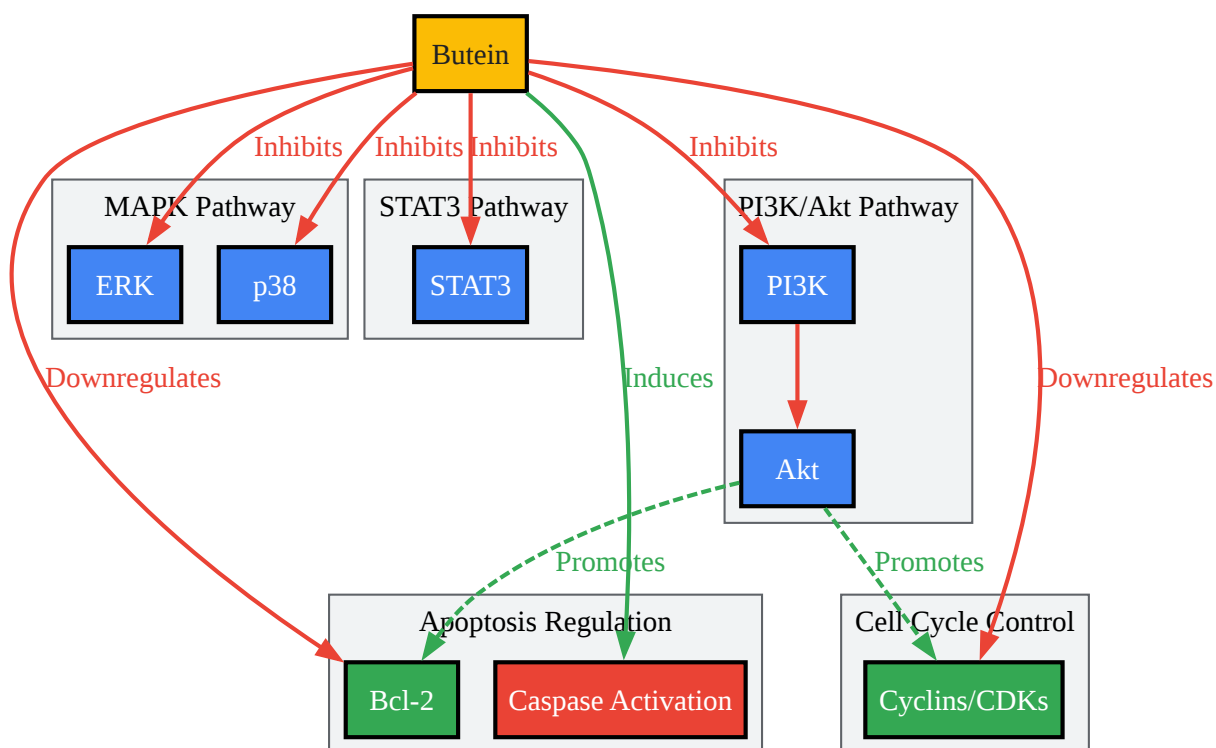 Butein
Inhibits
Inhibits
Inhibits
Inhibits
MAPK Pathway
STAT3 Pathway
PI3K/Akt Pathway
ERK
p38
STAT3
PI3K
Downregulates
Induces
Downregulates
Akt
Promotes
Promotes
Apoptosis Regulation
Cell Cycle Control
Bcl-2
Caspase Activation
Cyclins/CDKs